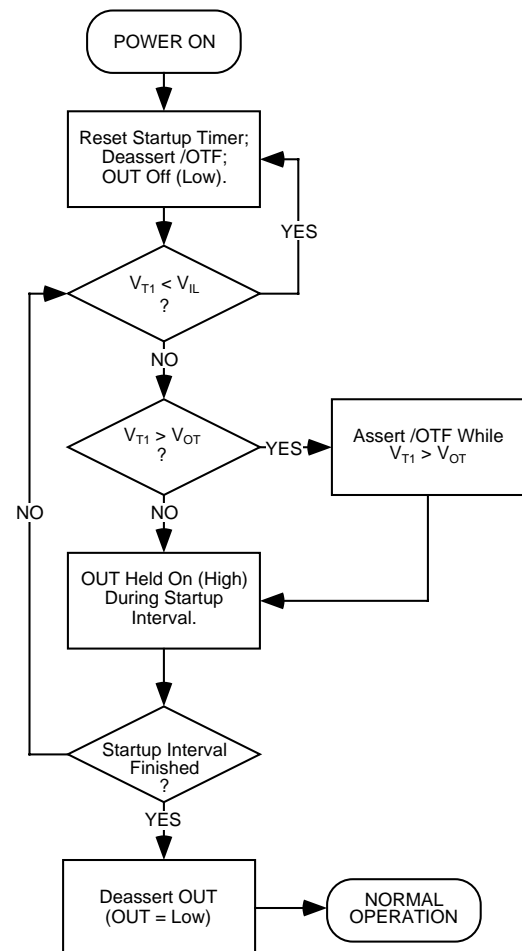 POWER ON
Reset Startup Timer;
Deassert /OTF;
OUT Off (Low).
YES
V_T1 < V_IL
?
NO
V_T1 > V_OT
?
YES
Assert /OTF While
V_T1 > V_OT
NO
NO
OUT Held On (High)
During Startup
Interval.
Startup Interval
Finished
?
YES
Deassert OUT
(OUT = Low)
NORMAL
OPERATION